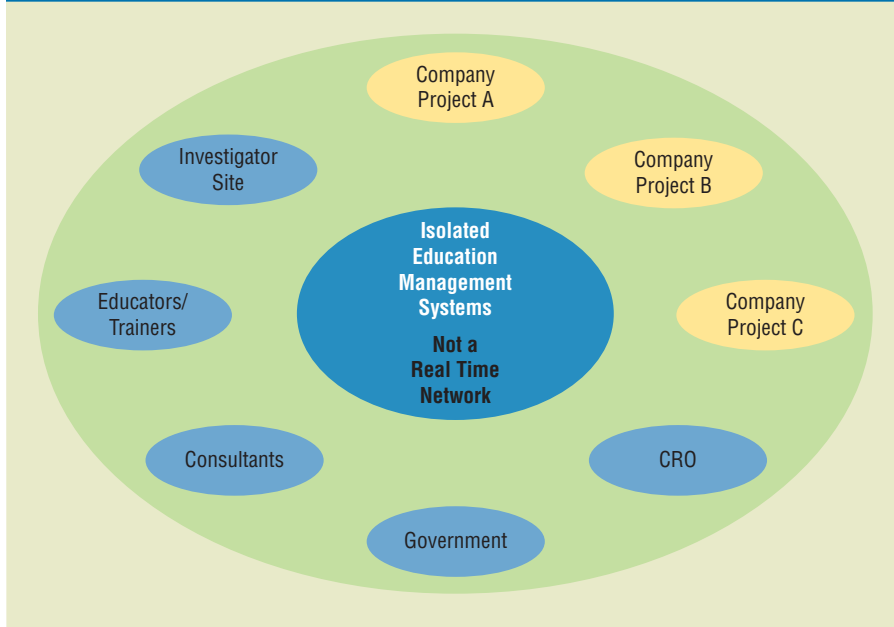 Company
Project A
Investigator
Site
Company
Project B
Isolated
Education
Management
Systems
Not a
Real Time
Network
Educators/
Trainers
Company
Project C
Consultants
CRO
Government